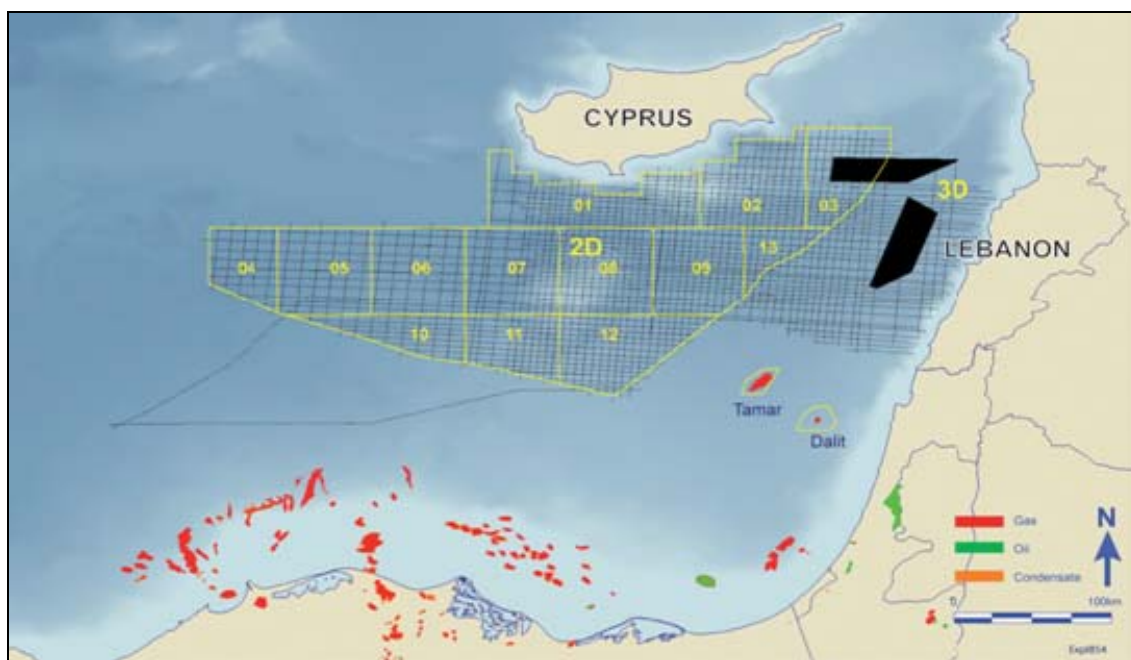 CYPRUS
01
02
03
3D
LEBANON
04
05
06
07
2D
08
09
13
10
11
12
Tamar
Dalit
Gas
Oil
Condensate
N
0
100km
Expl854